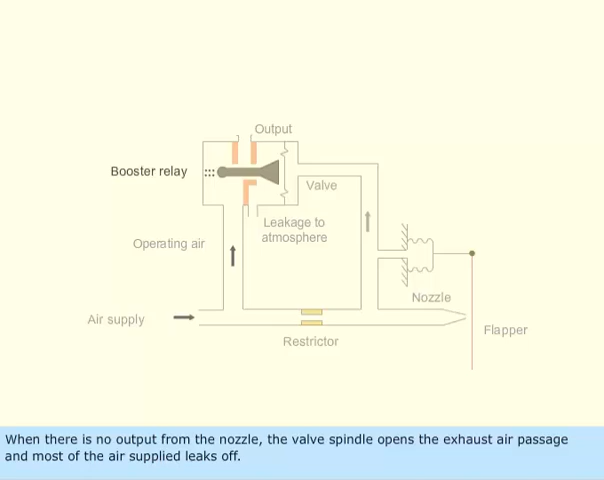 Output
Booster relay
Valve
Leakage to
atmosphere
Operating air
Nozzle
Air supply
Flapper
Restrictor
When there is no output from the nozzle, the valve spindle opens the exhaust air passage
and most of the air supplied leaks off.